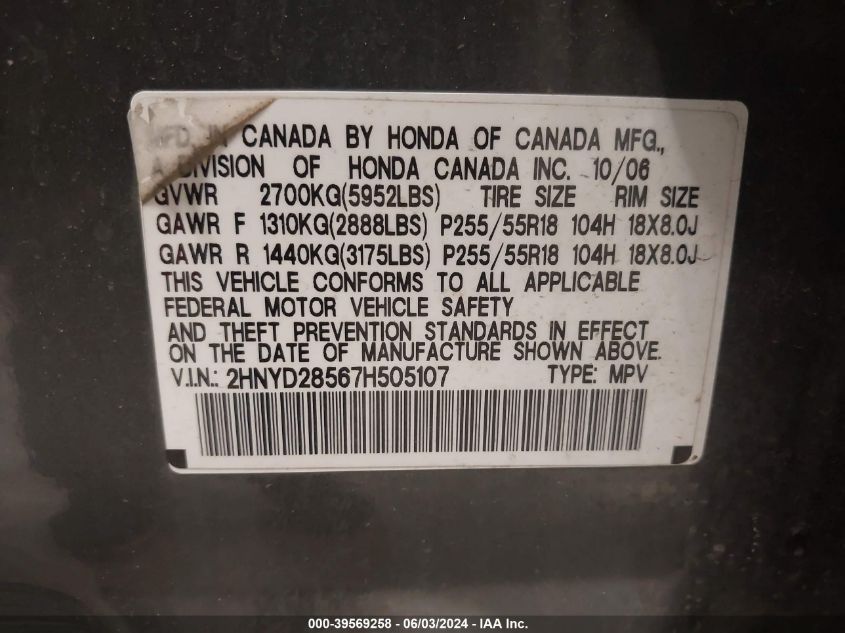 MFD. IN CANADA BY HONDA OF CANADA MFG.,
A DIVISION OF HONDA CANADA INC. 10/06
GVWR 2700KG(5952LBS) TIRE SIZE RIM SIZE
GAWR F 1310KG(2888LBS) P255/55R18 104H 18X8.0J
GAWR R 1440KG(3175LBS) P255/55R18 104H 18X8.0J
THIS VEHICLE CONFORMS TO ALL APPLICABLE
FEDERAL MOTOR VEHICLE SAFETY
AND THEFT PREVENTION STANDARDS IN EFFECT
ON THE DATE OF MANUFACTURE SHOWN ABOVE.
V.I.N.: 2HNYD28567H505107 TYPE: MPV
000-39569258 - 06/03/2024 - IAA Inc.